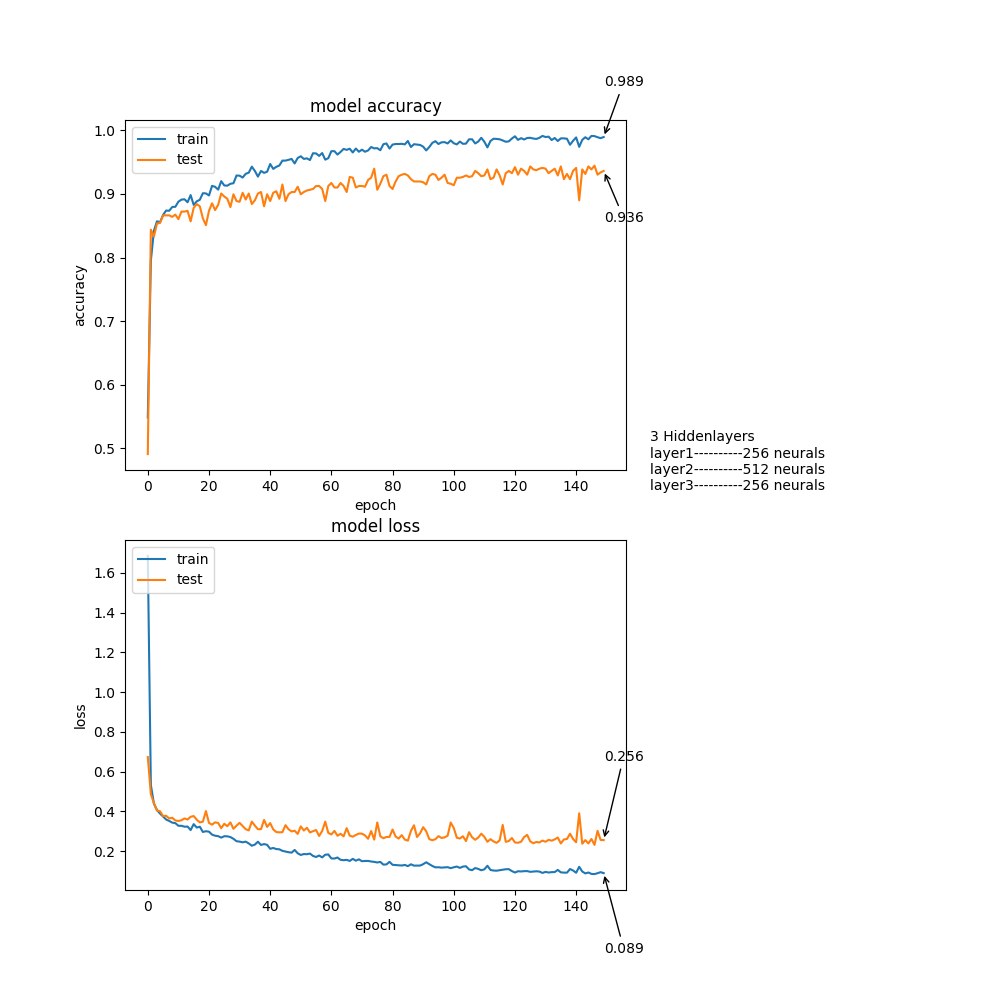 0.989
model accuracy
train
test
1.0
0.9
0.8
0.7
0.6
0.5
accuracy
0.936
0 20 40 60 80 100 120 140
epoch
3 Hiddenlayers
layer1----------256 neurals
layer2----------512 neurals
layer3----------256 neurals
model loss
train
test
1.6
1.4
1.2
1.0
0.8
0.6
0.4
0.2
loss
0.256
0 20 40 60 80 100 120 140
epoch
0.089